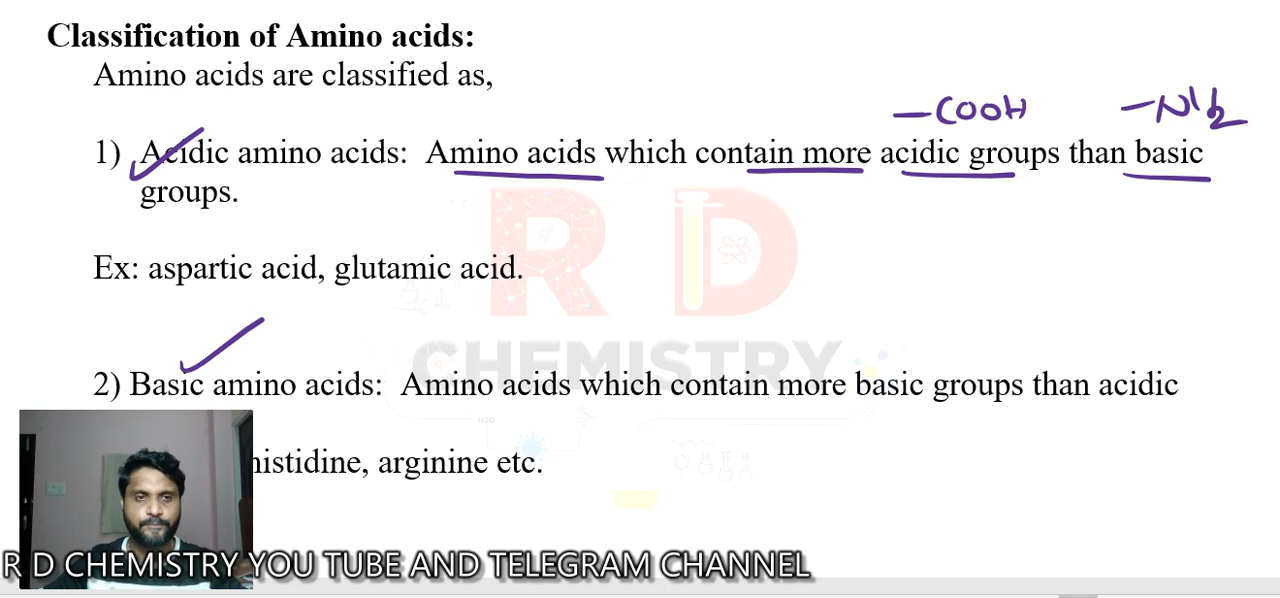 Classification of Amino acids:
Amino acids are classified as,
–COOH –NH2
1) Acidic amino acids: Amino acids which contain more acidic groups than basic
groups.
Ex: aspartic acid, glutamic acid.
R D
CHEMISTRY
2) Basic amino acids: Amino acids which contain more basic groups than acidic
H2O
histidine, arginine etc.
R D CHEMISTRY YOU TUBE AND TELEGRAM CHANNEL